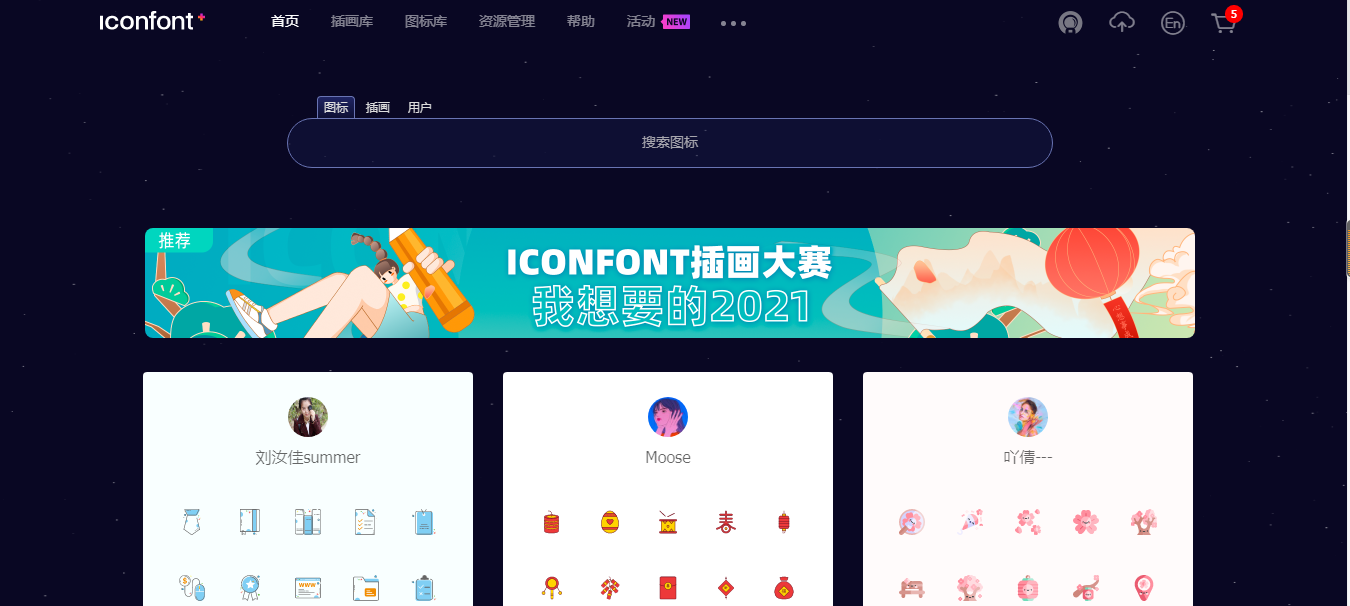 iconfont+
首页 插画库 图标库 资源管理 帮助 活动 NEW
En 5
图标 插画 用户
搜索图标
推荐
ICONFONT插画大赛
我想要的2021
刘汝佳summer Moose 吖倩---
春
www